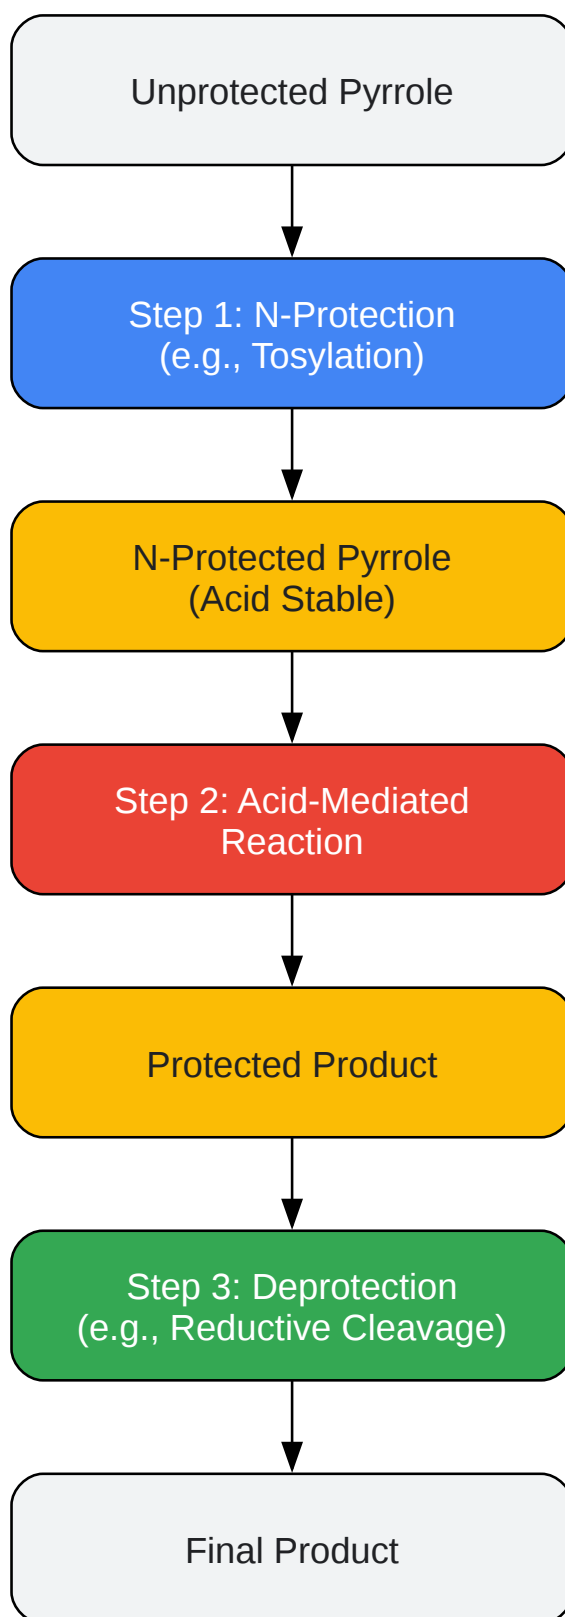 Unprotected Pyrrole
Step 1: N-Protection
(e.g., Tosylation)
N-Protected Pyrrole
(Acid Stable)
Step 2: Acid-Mediated
Reaction
Protected Product
Step 3: Deprotection
(e.g., Reductive Cleavage)
Final Product